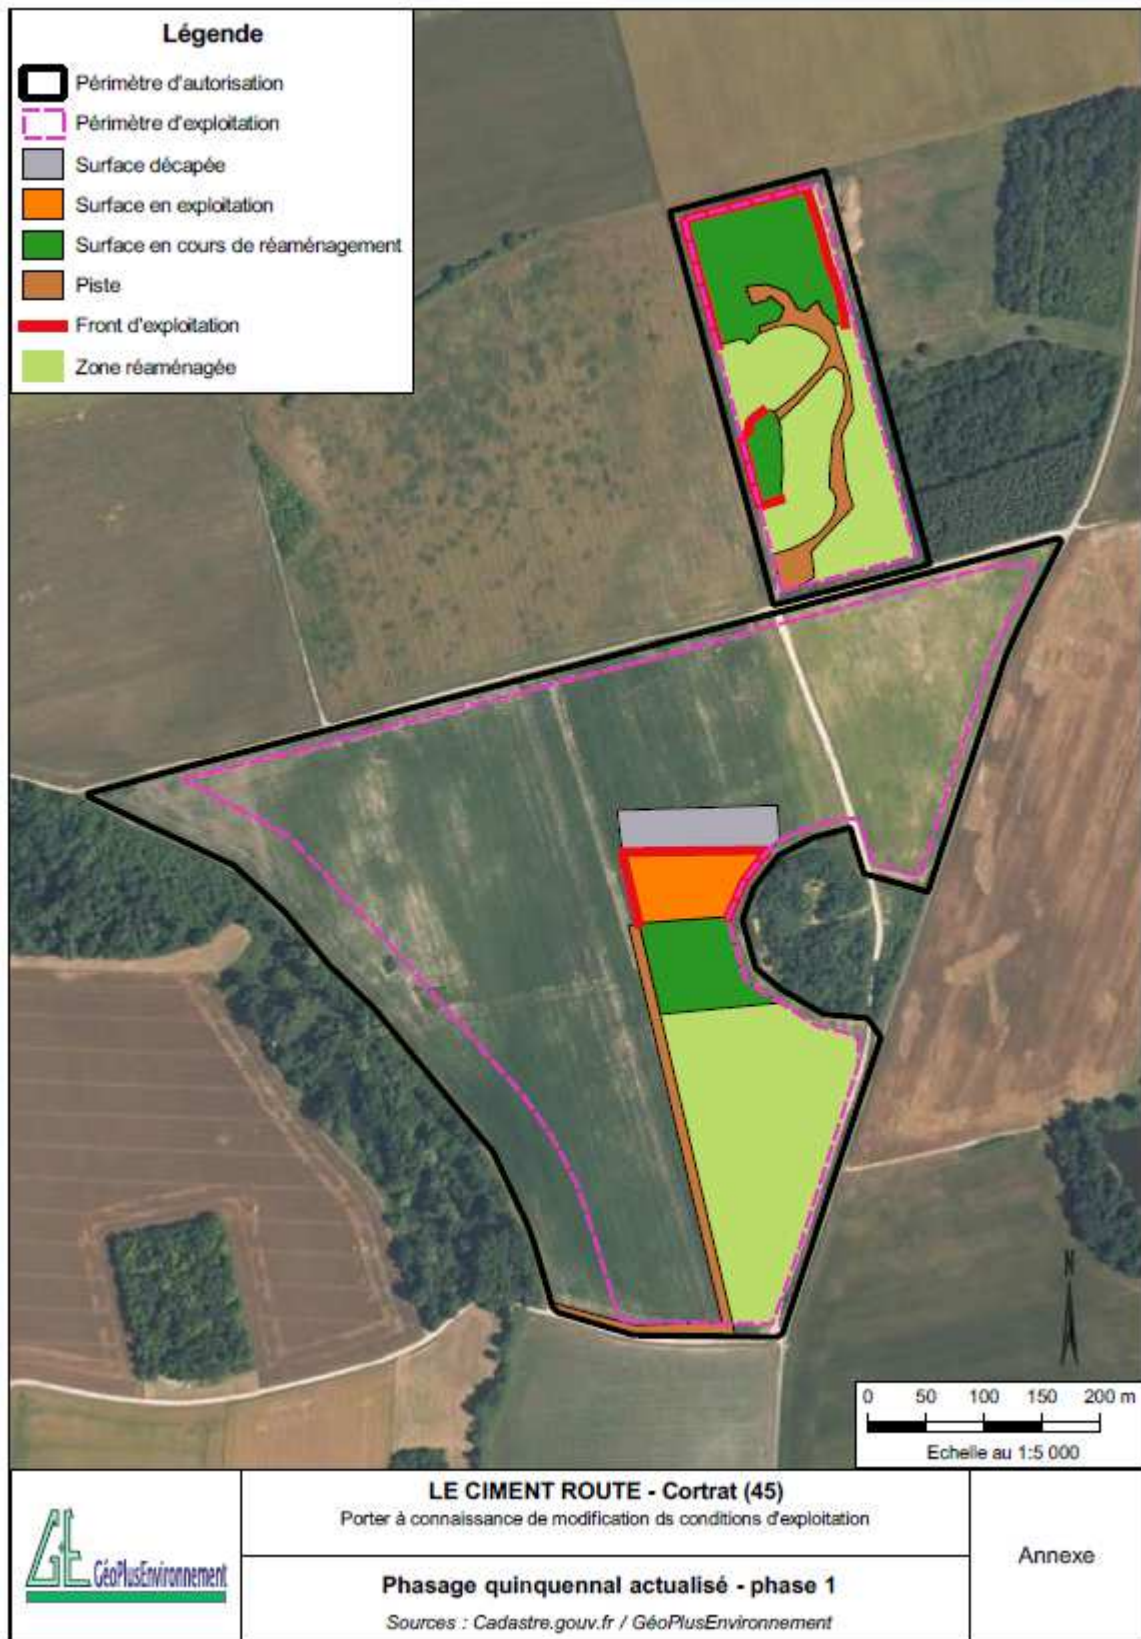 Légende
Périmètre d'autorisation
Périmètre d'exploitation
Surface décapée
Surface en exploitation
Surface en cours de réaménagement
Piste
Front d'exploitation
Zone réaménagée
N
0 50 100 150 200 m
Echelle au 1:5 000
GéoPlusEnvironnement
LE CIMENT ROUTE - Cortrat (45)
Porter à connaissance de modification ds conditions d'exploitation
Annexe
Phasage quinquennal actualisé - phase 1
Sources : Cadastre.gouv.fr / GéoPlusEnvironnement